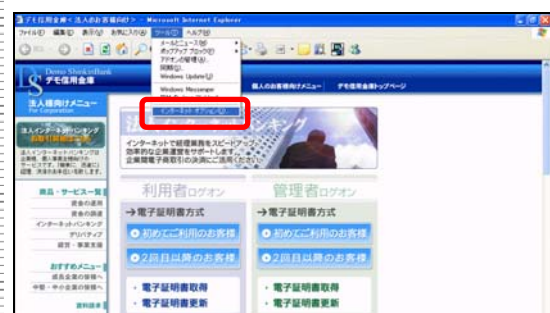 デモ信用金庫＜法人のお客様向け＞ - Microsoft Internet Explorer
ファイル(F) 編集(E) 表示(V) お気に入り(A) ツール(T) ヘルプ(H)
メールとニュース(M)
ポップアップ ブロック(P)
アドオンの管理(A)...
同期(S)...
Windows Update(U)
Windows Messenger
インターネット オプション(O)...
Demo ShinkinBank
デモ信用金庫
個人のお客様向けメニュー
デモ信用金庫トップページ
法人様向けメニュー
For Corporation
法人インターネットバンキング
インターネットで経理業務をスピードアップ。
効率的な企業運営をサポートします。
企業間電子商取引の決済にご活用ください。
商品・サービス一覧
資金の運用
資金の調達
インターネットバンキング
デリバティブ
経営・事業支援
おすすめメニュー
成長企業の皆様へ
中堅・中小企業の皆様へ
資料請求
利用者ログオン
→電子証明書方式
初めてご利用のお客様
2回目以降のお客様
・電子証明書取得
・電子証明書更新
管理者ログオン
→電子証明書方式
初めてご利用のお客様
2回目以降のお客様
・電子証明書取得
・電子証明書更新